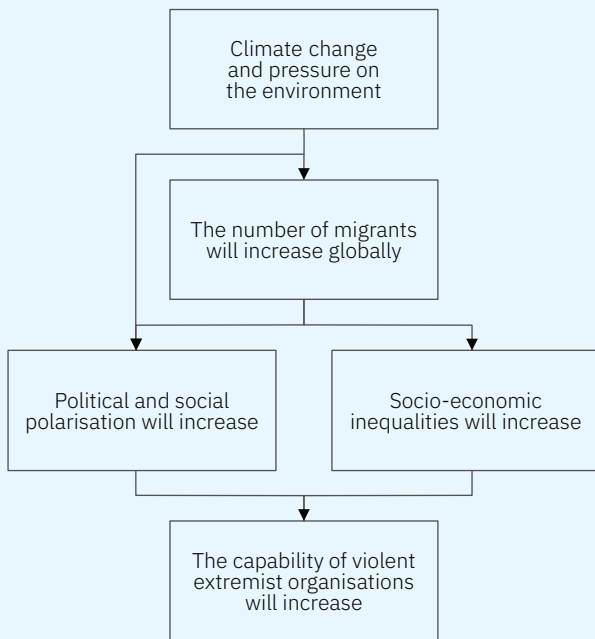 Climate change
and pressure on
the environment
The number of migrants
will increase globally
Political and social
polarisation will increase
Socio-economic
inequalities will increase
The capability of violent
extremist organisations
will increase